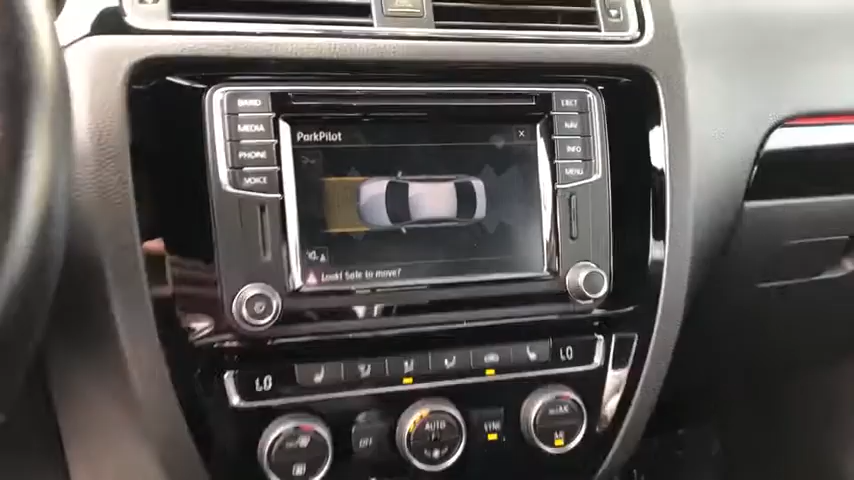 BAND
MEDIA
PHONE
VOICE
EJECT
NAV
INFO
MENU
ParkPilot
X
Look! Safe to move?
LO
LO
OFF
AUTO
SYNC
MAX
A/C